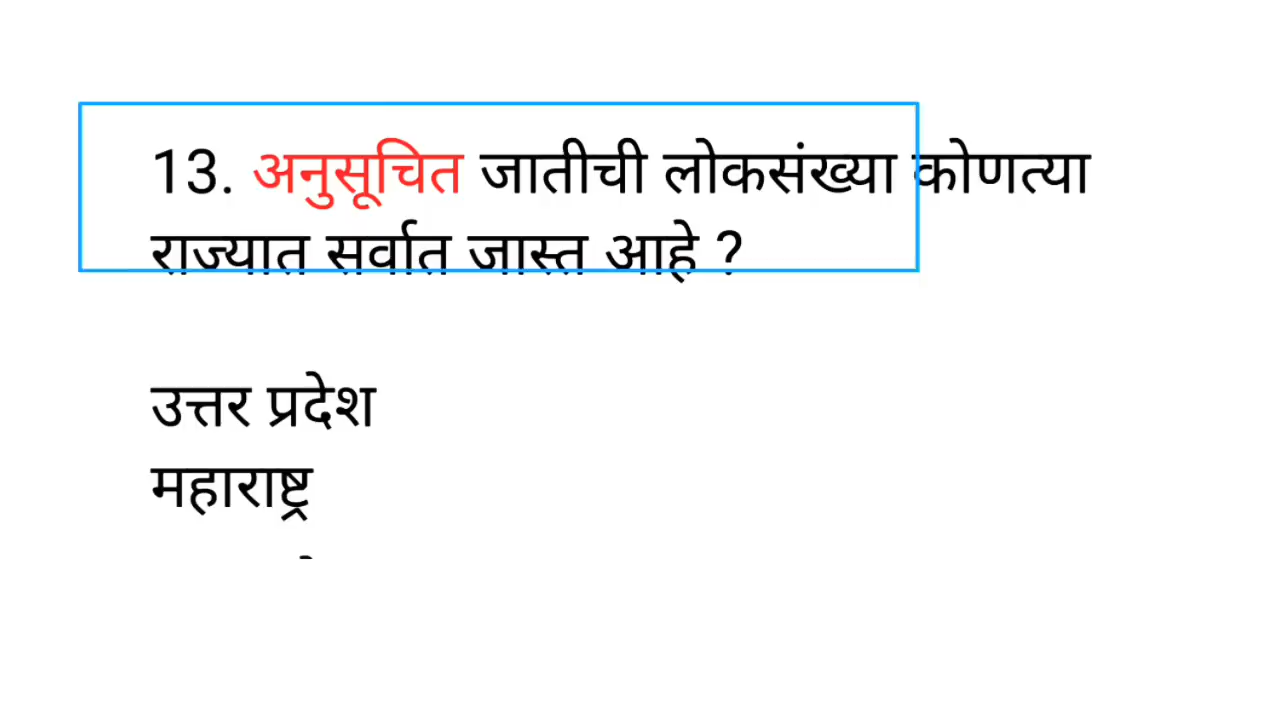 13. अनुसूचित जातीची लोकसंख्या कोणत्या
राज्यात सर्वात जास्त आहे ?
उत्तर प्रदेश
महाराष्ट्र